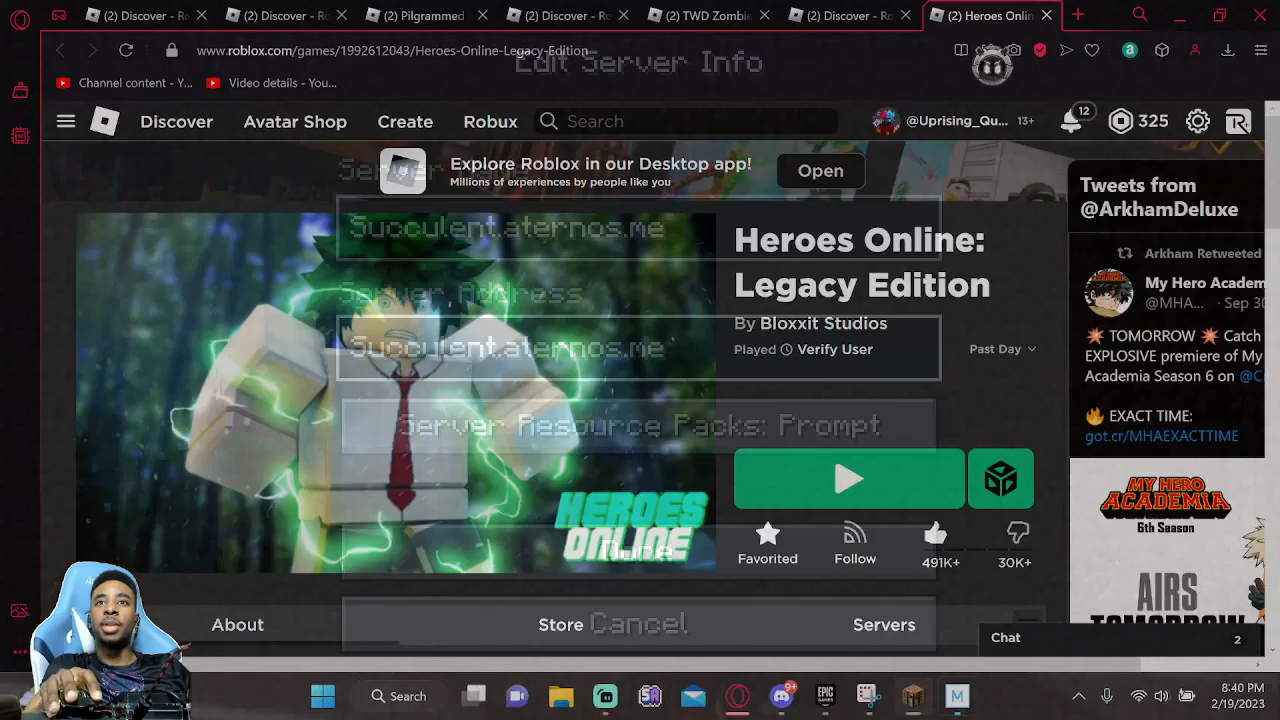 (2) Discover - Ro
(2) Discover - Ro
(2) Pilgrammed
(2) Discover - Ro
(2) TWD Zombie
(2) Discover - Ro
(2) Heroes Onlin
www.roblox.com/games/1992612043/Heroes-Online-Legacy-Edition
Edit Server Info
Channel content - Y...
Video details - You...
Discover
Avatar Shop
Create
Robux
Search
@Uprising_Qu...
13+
12
325
Explore Roblox in our Desktop app!
Millions of experiences by people like you
Open
Server Name
Succulent.aternos.me
Server Address
Succulent.aternos.me
Server Resource Packs: Prompt
Done
Cancel
HEROES
ONLINE
Heroes Online:
Legacy Edition
By Bloxxit Studios
Played Verify User
Past Day
Favorited
Follow
491K+
30K+
About
Store
Servers
Tweets from
@ArkhamDeluxe
Arkham Retweeted
My Hero Academ
@MHA... · Sep 30
TOMORROW Catch
EXPLOSIVE premiere of My
Academia Season 6 on @C
EXACT TIME:
got.cr/MHAEXACTTIME
MY HERO
ACADEMIA
6th Season
AIRS
TOMORROW
Chat
2
Search
9+
EPIC
GAMES
M
8:40 PM
2/19/2023